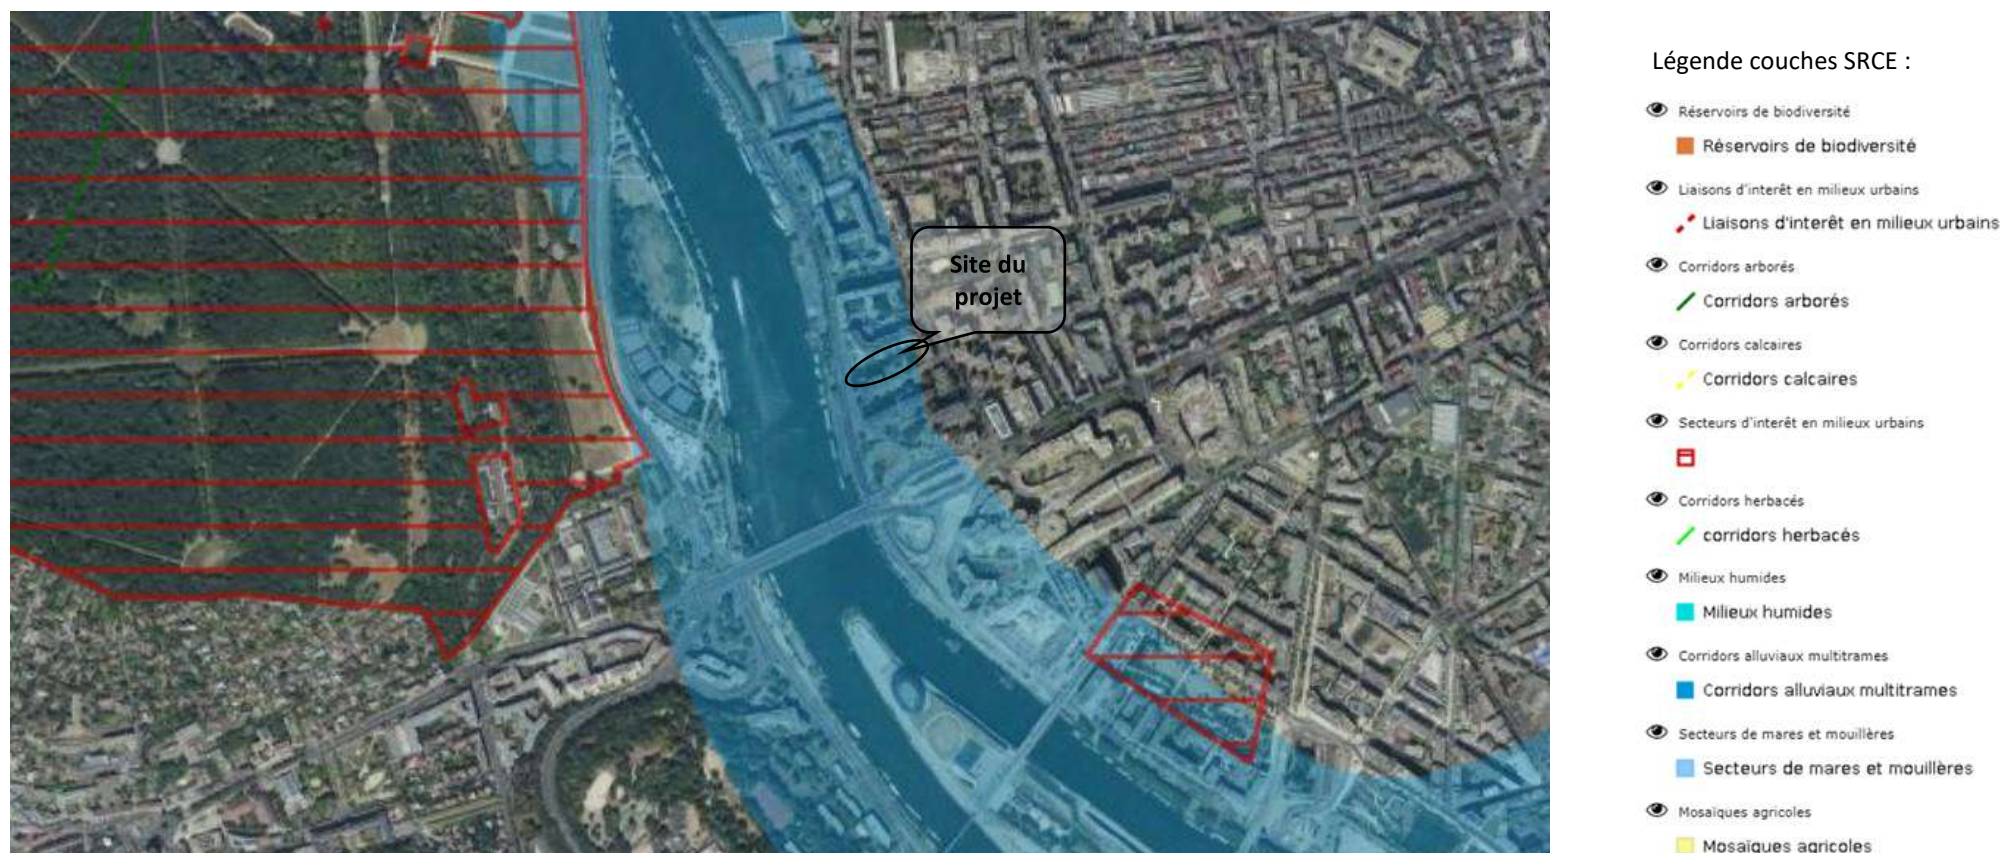 Site du
projet
Légende couches SRCE :
Réservoirs de biodiversité
Réservoirs de biodiversité
Liaisons d'interêt en milieux urbains
Liaisons d'interêt en milieux urbains
Corridors arborés
Corridors arborés
Corridors calcaires
Corridors calcaires
Secteurs d'interêt en milieux urbains
Corridors herbacés
corridors herbacés
Milieux humides
Milieux humides
Corridors alluviaux multitrames
Corridors alluviaux multitrames
Secteurs de mares et mouillères
Secteurs de mares et mouillères
Mosaïques agricoles
Mosaïques agricoles